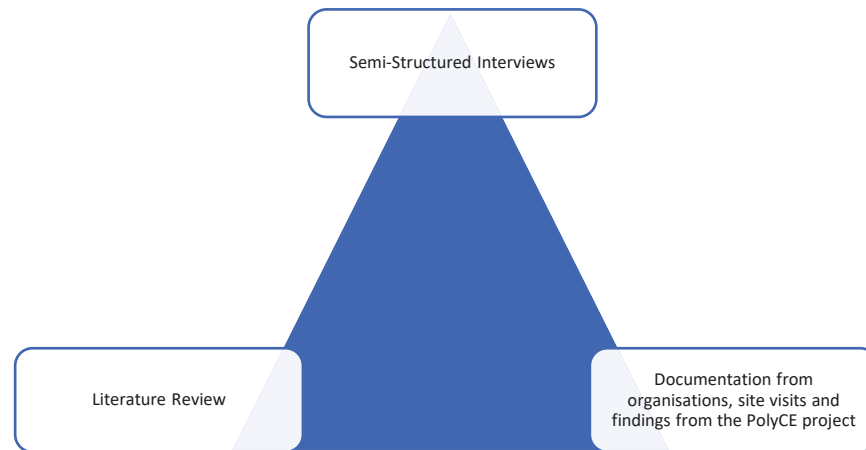 Semi-Structured Interviews
Literature Review
Documentation from
organisations, site visits and
findings from the PolyCE project